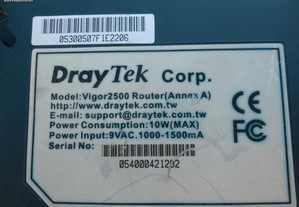 05300507F1E2206
DrayTek Corp.
Model:Vigor2500 Router(Annex A)
http://www.draytek.com.tw
E-mail: support@draytek.com.tw
Power Consumption:10W(MAX)
Power Input:9VAC.1000-1500mA
Serial No:
CE
FC
054000421232